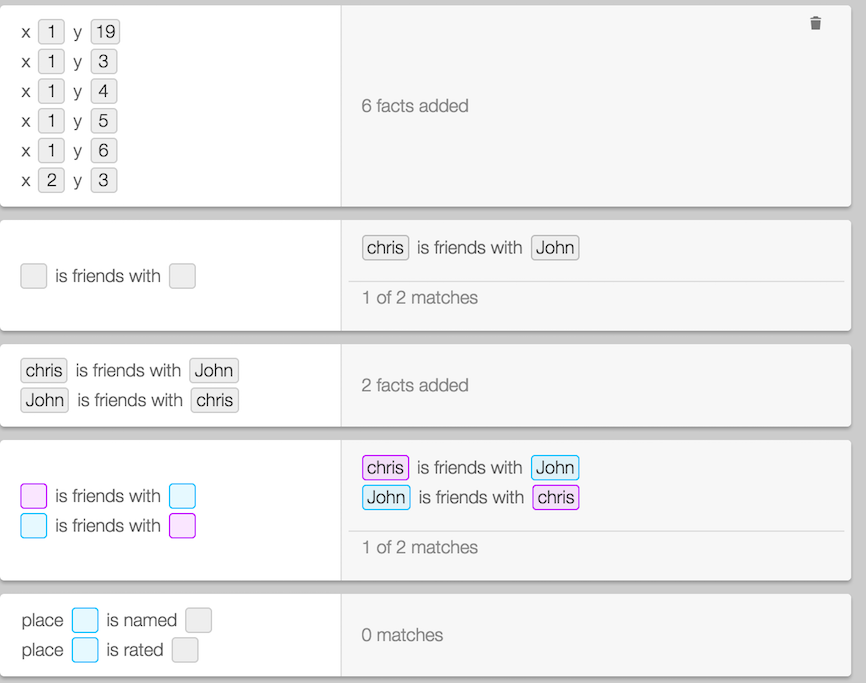 x 1 y 19
x 1 y 3
x 1 y 4
x 1 y 5
x 1 y 6
x 2 y 3
6 facts added
is friends with
chris is friends with John
1 of 2 matches
chris is friends with John
John is friends with chris
2 facts added
is friends with
is friends with
chris is friends with John
John is friends with chris
1 of 2 matches
place is named
place is rated
0 matches